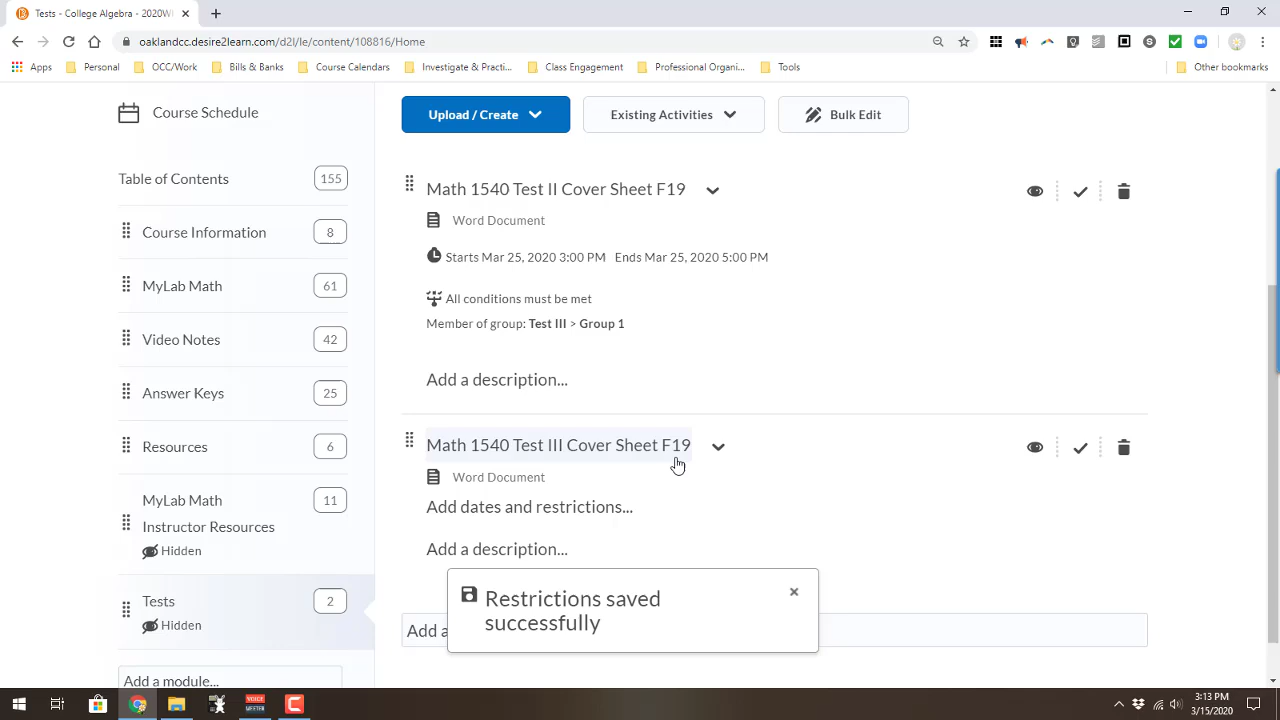 Tests - College Algebra - 2020W
oaklandcc.desire2learn.com/d2l/le/content/108816/Home
Apps
Personal
OCC/Work
Bills & Banks
Course Calendars
Investigate & Practi...
Class Engagement
Professional Organi...
Tools
Other bookmarks
Course Schedule
Table of Contents 155
Course Information 8
MyLab Math 61
Video Notes 42
Answer Keys 25
Resources 6
MyLab Math
Instructor Resources 11
Hidden
Tests 2
Hidden
Add a module...
Upload / Create
Existing Activities
Bulk Edit
Math 1540 Test II Cover Sheet F19
Word Document
Starts Mar 25, 2020 3:00 PM Ends Mar 25, 2020 5:00 PM
All conditions must be met
Member of group: Test III > Group 1
Add a description...
Math 1540 Test III Cover Sheet F19
Word Document
Add dates and restrictions...
Add a description...
Add a
Restrictions saved
successfully
VOICE
MEETER
3:13 PM
3/15/2020